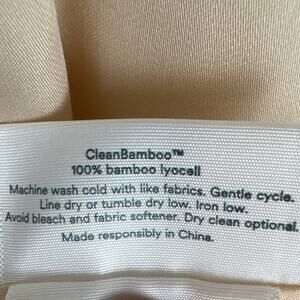 CleanBamboo™
100% bamboo lyocell
Machine wash cold with like fabrics. Gentle cycle.
Line dry or tumble dry low. Iron low.
Avoid bleach and fabric softener. Dry clean optional.
Made responsibly in China.